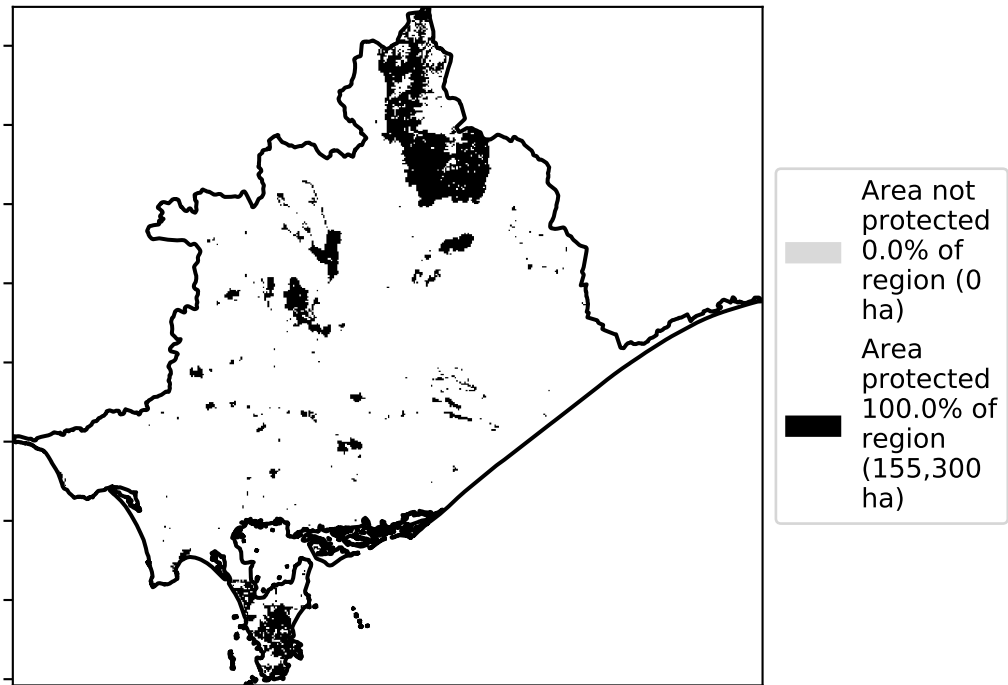 Area not
protected
0.0% of
region (0
ha)
Area
protected
100.0% of
region
(155,300
ha)